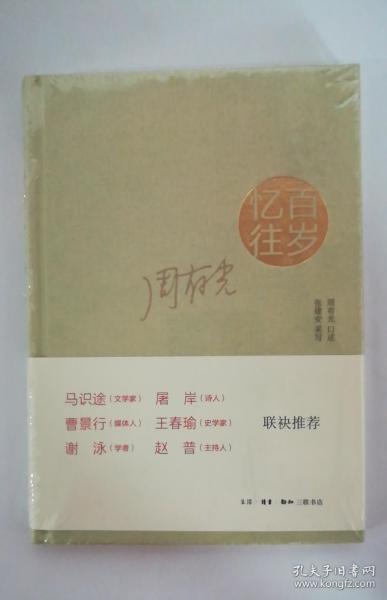 百岁
忆往
周有光 口述
张建安 采写
周有光
马识途（文学家） 屠 岸（诗人）
曹景行（媒体人） 王春瑜（史学家）
谢 泳（学者） 赵 普（主持人）
联袂推荐
生活·讀書·新知 三联书店
孔夫子旧书网